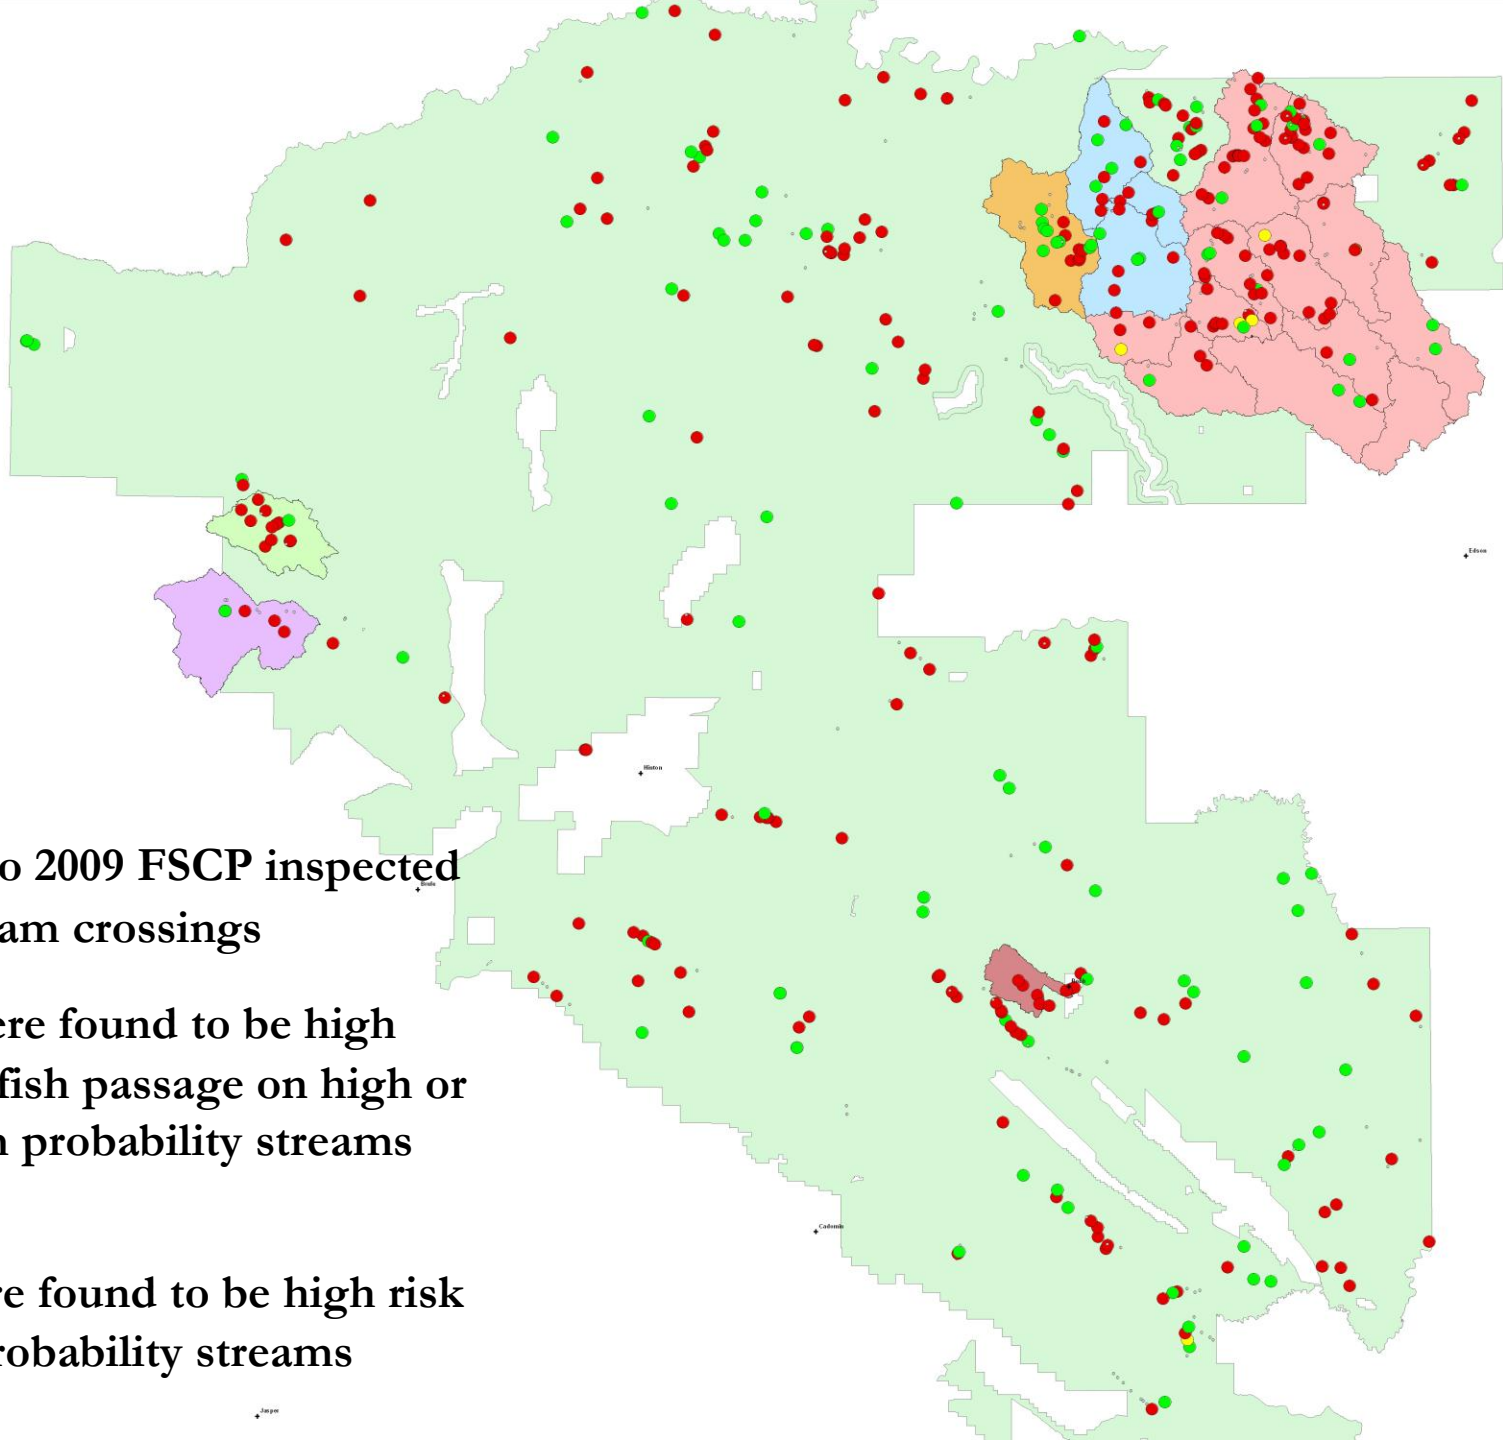 Edson
Hinton
o 2009 FSCP inspected
Brule
am crossings
ere found to be high
fish passage on high or
n probability streams
Cadomin
re found to be high risk
robability streams
Jasper